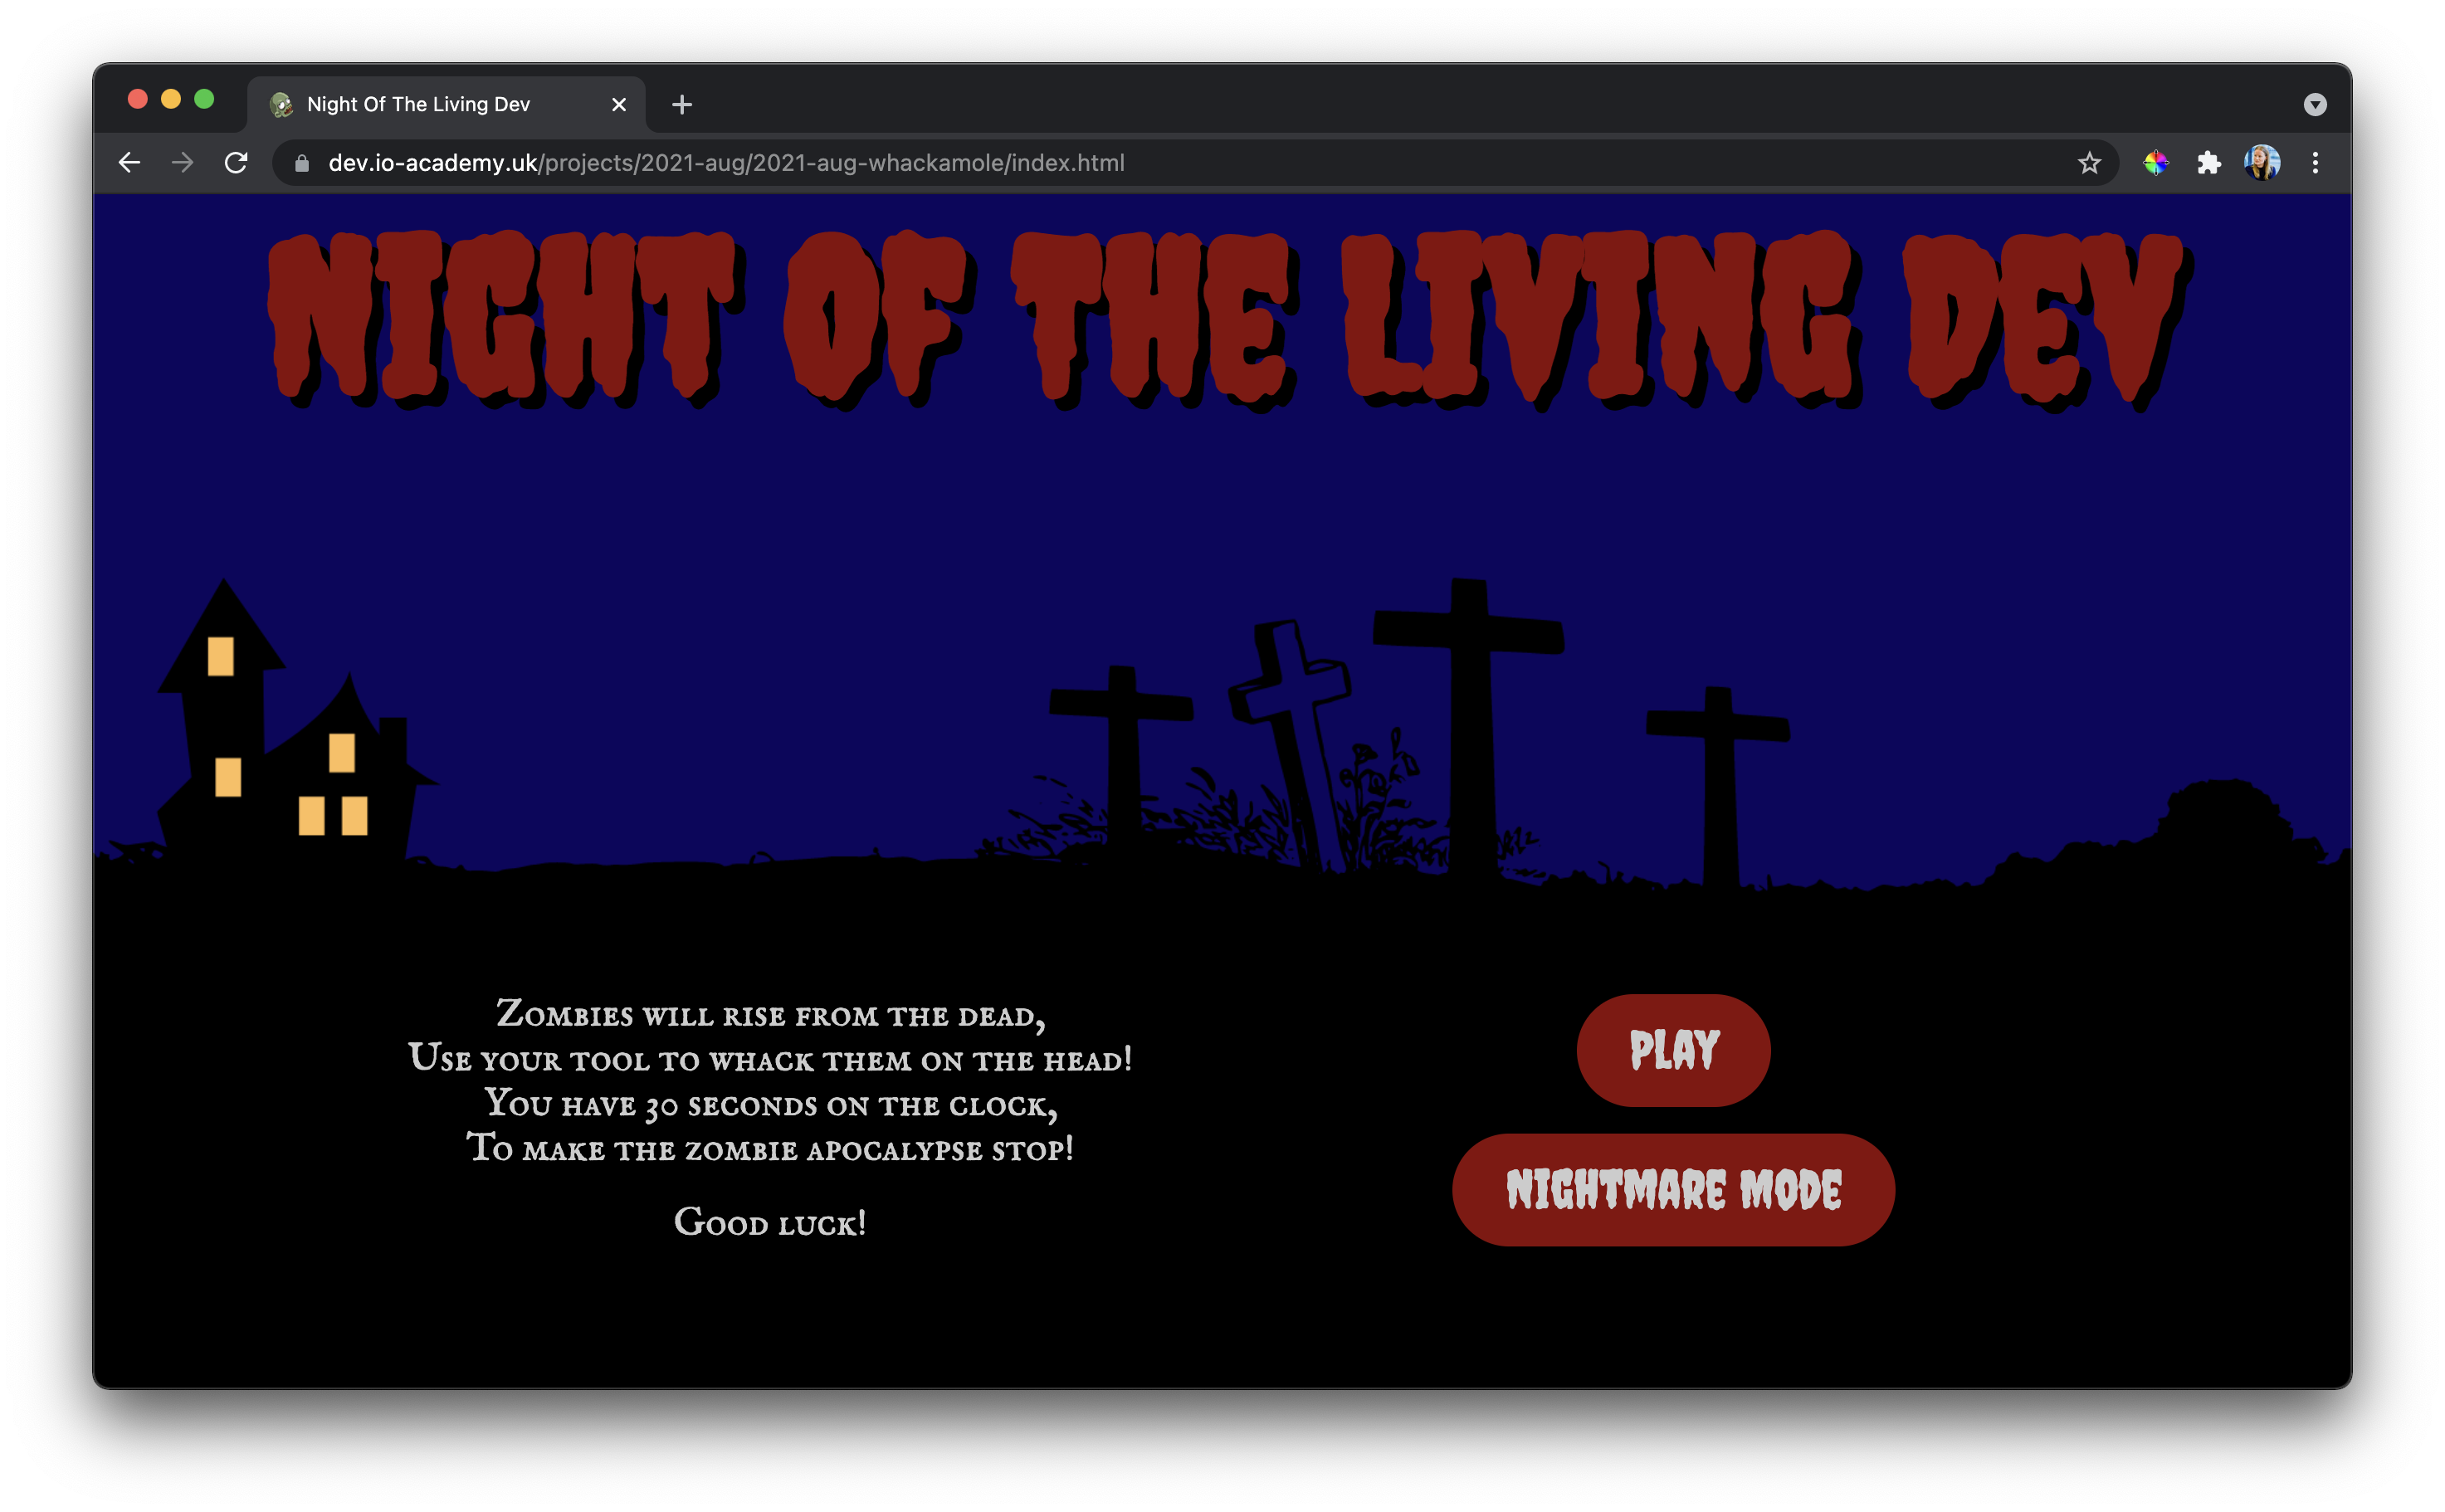 Night Of The Living Dev
dev.io-academy.uk/projects/2021-aug/2021-aug-whackamole/index.html
NIGHT OF THE LIVING DEV
Zombies will rise from the dead,
Use your tool to whack them on the head!
You have 30 seconds on the clock,
To make the zombie apocalypse stop!
Good luck!
PLAY
NIGHTMARE MODE